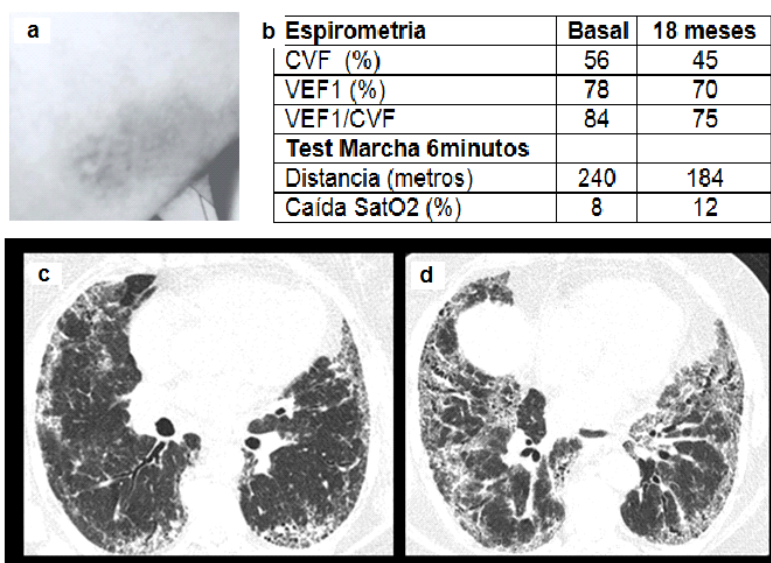 a
b Espirometria Basal 18 meses
CVF (%) 56 45
VEF1 (%) 78 70
VEF1/CVF 84 75
Test Marcha 6minutos
Distancia (metros) 240 184
Caída SatO2 (%) 8 12
c
d